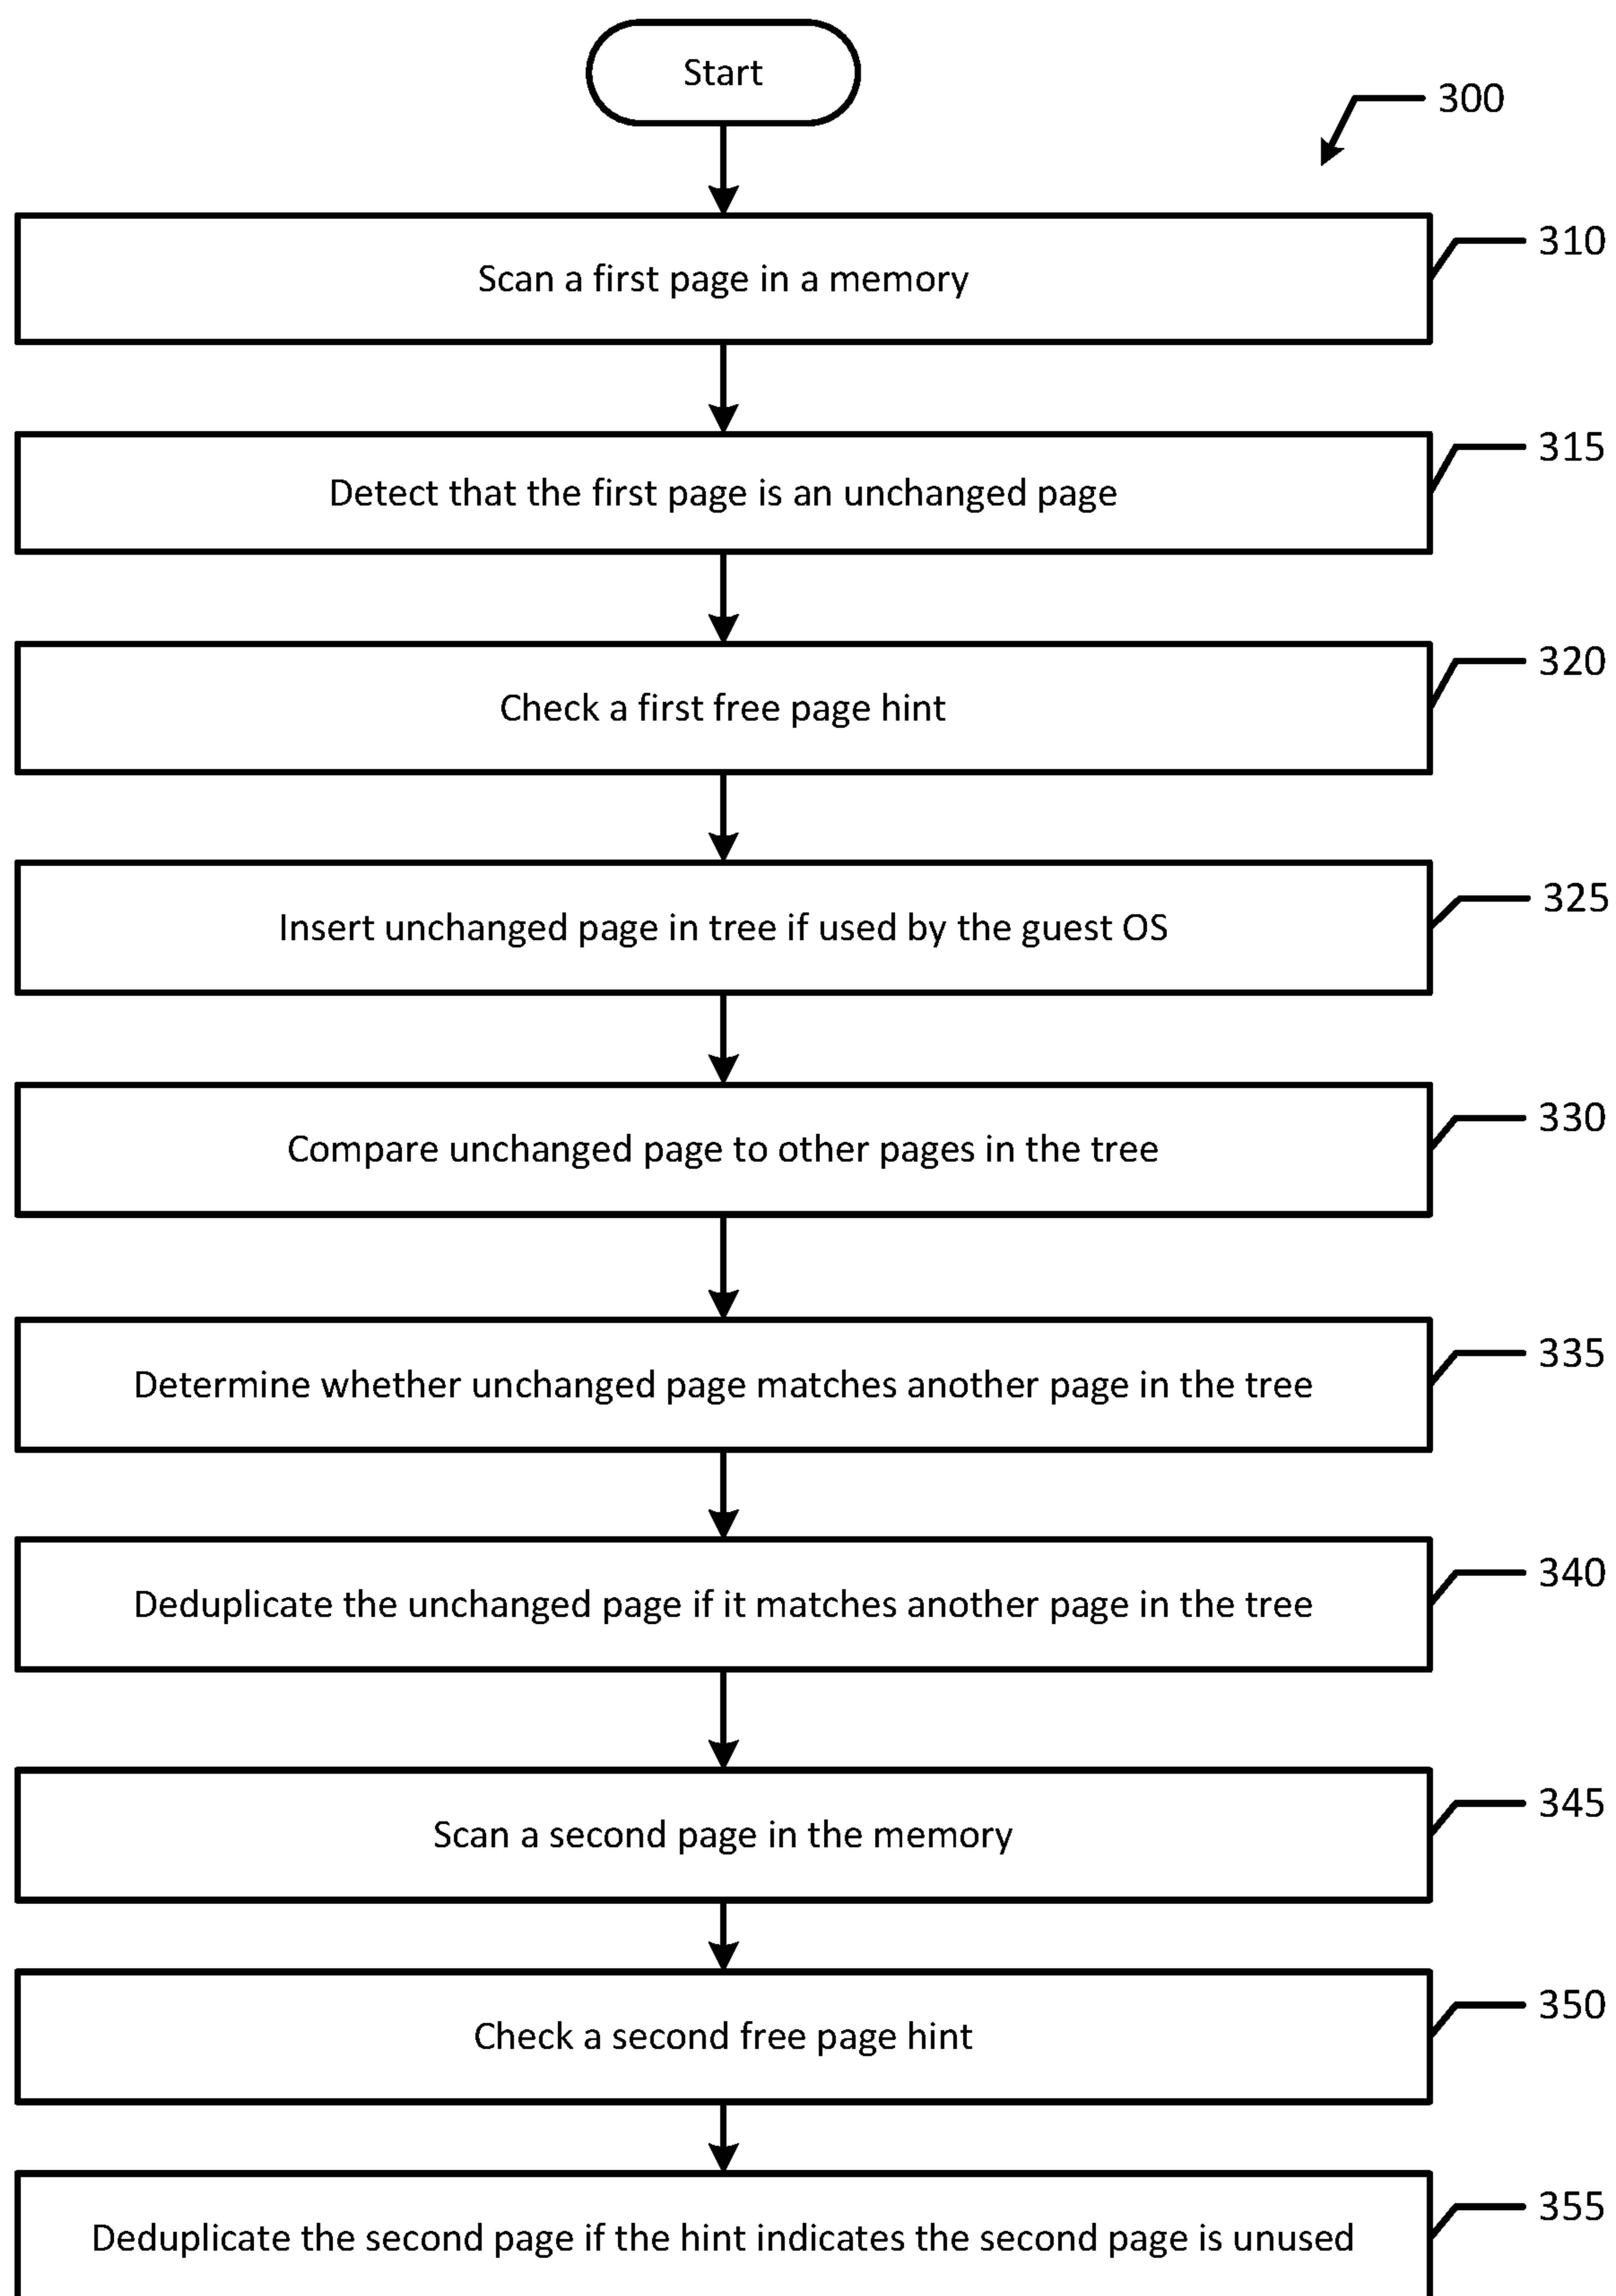 Start
300
Scan a first page in a memory
310
Detect that the first page is an unchanged page
315
Check a first free page hint
320
Insert unchanged page in tree if used by the guest OS
325
Compare unchanged page to other pages in the tree
330
Determine whether unchanged page matches another page in the tree
335
Deduplicate the unchanged page if it matches another page in the tree
340
Scan a second page in the memory
345
Check a second free page hint
350
Deduplicate the second page if the hint indicates the second page is unused
355